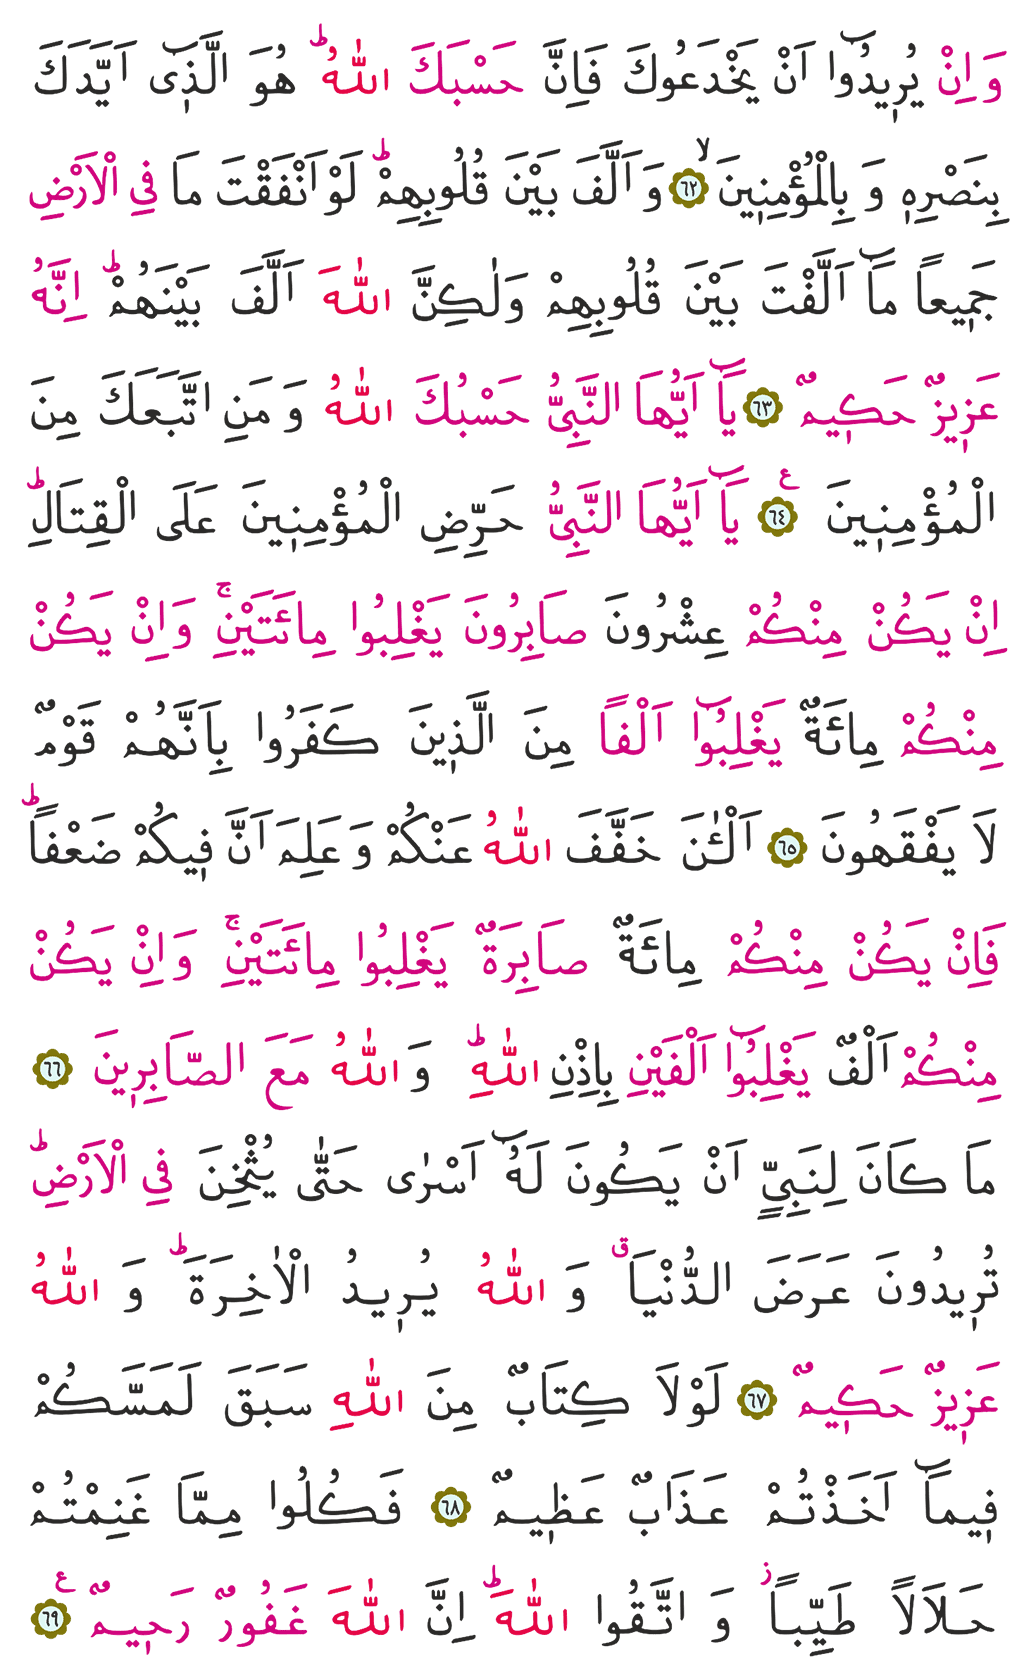 وَاِنْ يُر۪يدُٓوا اَنْ يَخْدَعُوكَ فَاِنَّ حَسْبَكَ اللّٰهُۜ هُوَ الَّذ۪ٓي اَيَّدَكَ
بِنَصْرِه۪ وَ بِالْمُؤْمِن۪ينَۙ ﴿٦٢﴾ وَ اَلَّفَ بَيْنَ قُلُوبِهِمْۜ لَوْ اَنْفَقْتَ مَا فِي الْاَرْضِ
جَم۪يعاً مَٓا اَلَّفْتَ بَيْنَ قُلُوبِهِمْ وَلٰكِنَّ اللّٰهَ اَلَّفَ بَيْنَهُمْۜ اِنَّهُ
عَز۪يزٌ حَك۪يمٌ ﴿٦٣﴾ يَٓا اَيُّهَا النَّبِيُّ حَسْبُكَ اللّٰهُ وَ مَنِ اتَّبَعَكَ مِنَ
الْمُؤْمِن۪ينَ ﴿٦٤﴾ ع يَٓا اَيُّهَا النَّبِيُّ حَرِّضِ الْمُؤْمِن۪ينَ عَلَى الْقِتَالِۜ
اِنْ يَكُنْ مِنْكُمْ عِشْرُونَ صَابِرُونَ يَغْلِبُوا مِائَتَيْنِۚ وَاِنْ يَكُنْ
مِنْكُمْ مِائَةٌ يَغْلِبُٓوا اَلْفاً مِنَ الَّذ۪ينَ كَفَرُوا بِاَنَّهُمْ قَوْمٌ
لَا يَفْقَهُونَ ﴿٦٥﴾ اَلْـٰٔنَ خَفَّفَ اللّٰهُ عَنْكُمْ وَ عَلِمَ اَنَّ ف۪يكُمْ ضَعْفاًۜ
فَاِنْ يَكُنْ مِنْكُمْ مِائَةٌ صَابِرَةٌ يَغْلِبُوا مِائَتَيْنِۚ وَاِنْ يَكُنْ
مِنْكُمْ اَلْفٌ يَغْلِبُٓوا اَلْفَيْنِ بِاِذْنِ اللّٰهِۜ وَ اللّٰهُ مَعَ الصَّابِر۪ينَ ﴿٦٦﴾
مَا كَانَ لِنَبِيٍّ اَنْ يَكُونَ لَهُٓ اَسْرٰى حَتّٰى يُثْخِنَ فِي الْاَرْضِۜ
تُر۪يدُونَ عَرَضَ الدُّنْيَاۗ وَ اللّٰهُ يُر۪يدُ الْاٰخِرَةَۜ وَ اللّٰهُ
عَز۪يزٌ حَك۪يمٌ ﴿٦٧﴾ لَوْلَا كِتَابٌ مِنَ اللّٰهِ سَبَقَ لَمَسَّكُمْ
ف۪يمَٓا اَخَذْتُمْ عَذَابٌ عَظ۪يمٌ ﴿٦٨﴾ فَكُلُوا مِمَّا غَنِمْتُمْ
حَلَالاً طَيِّباًۘ وَ اتَّقُوا اللّٰهَۜ اِنَّ اللّٰهَ غَفُورٌ رَح۪يمٌ ﴿٦٩﴾ ع